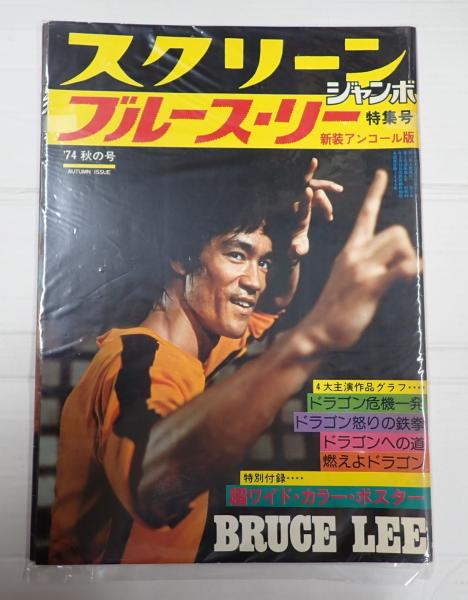 スクリーン
ジャンボ
ブルース・リー
特集号
新装アンコール版
'74 秋の号
AUTUMN ISSUE
4大主演作品グラフ‥‥
ドラゴン危機一発
ドラゴン怒りの鉄拳
ドラゴンへの道
燃えよドラゴン
特別付録‥‥
超ワイド・カラー・ポスター
BRUCE LEE